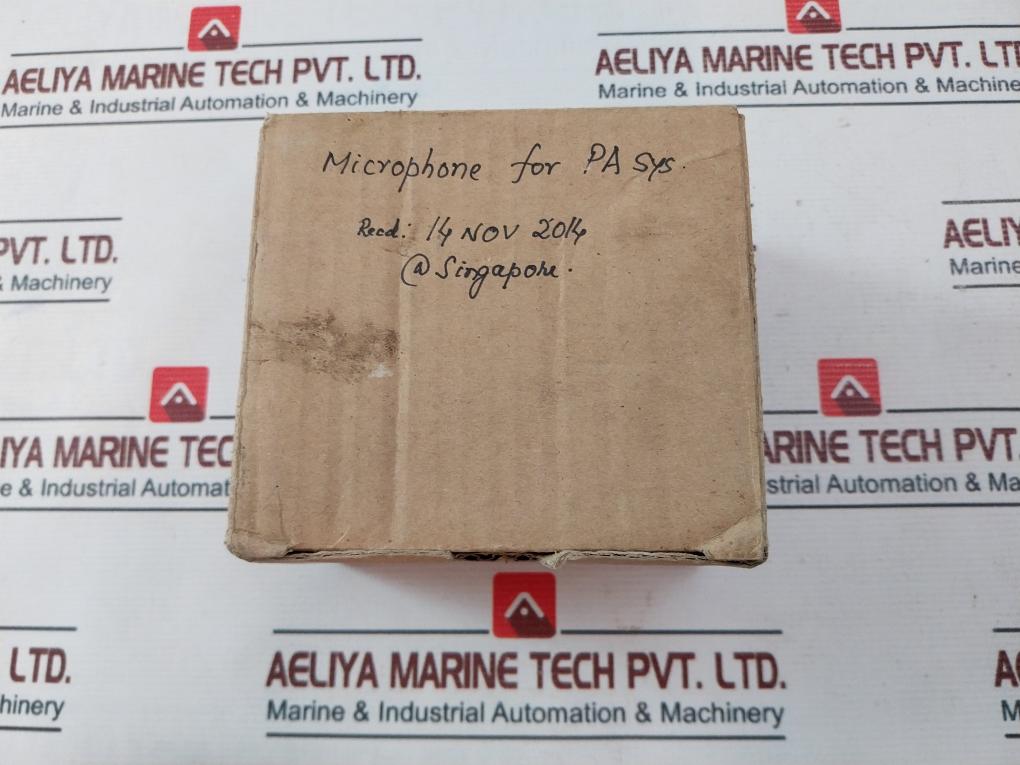 AELIYA MARINE TECH PVT. LTD.
Marine & Industrial Automation & Machinery
AELIYA MARINE TECH PVT. LT
Marine & Industrial Automation & Machine
Microphone for PA Sys.
Recd: 14 NOV 2014
@Singapore.
PVT. LTD.
& Machinery
AELIY
Marine
IYA MARINE TEC
e & Industrial Automat
ARINE TECH PVT.
strial Automation & Ma
AELIYA MARINE TECH PVT. LTD.
Marine & Industrial Automation & Machinery
LTD.
hinery
A
M